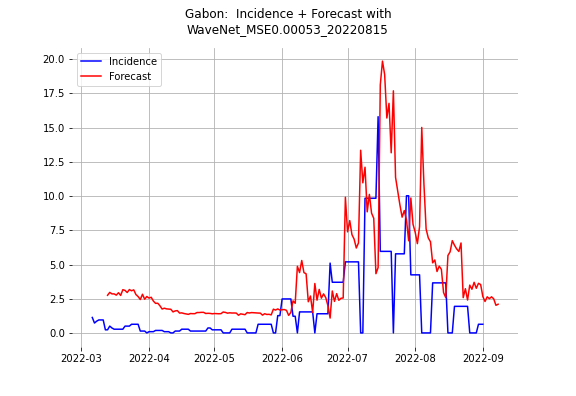 Gabon:  Incidence + Forecast with
WaveNet_MSE0.00053_20220815
20.0
17.5
15.0
12.5
10.0
7.5
5.0
2.5
0.0
Incidence
Forecast
2022-03 2022-04 2022-05 2022-06 2022-07 2022-08 2022-09